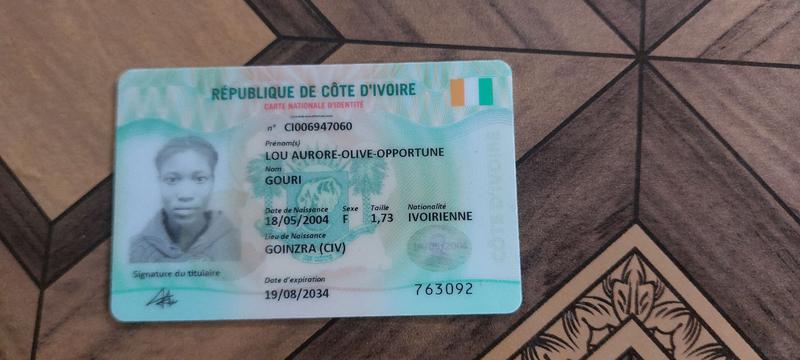 RÉPUBLIQUE DE CÔTE D'IVOIRE
CARTE NATIONALE D'IDENTITÉ
n° CI006947060
Prénom(s)
LOU AURORE-OLIVE-OPPORTUNE
Nom
GOURI
Date de Naissance Sexe Taille Nationalité
18/05/2004 F 1,73 IVOIRIENNE
Lieu de Naissance
GOINZRA (CIV)
Signature du titulaire
Date d'expiration
19/08/2034
763092